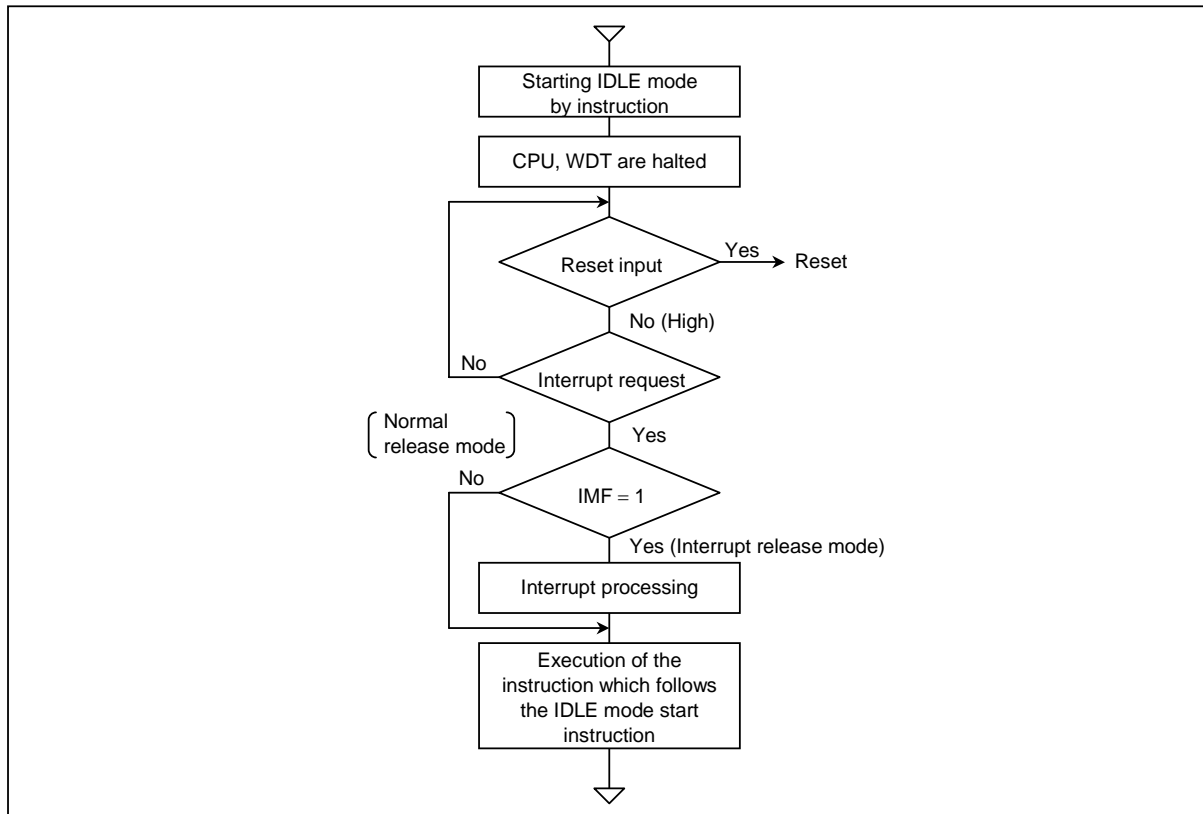 Starting IDLE mode
by instruction
CPU, WDT are halted
Reset input
Yes
Reset
No (High)
No
Interrupt request
Normal
release mode
Yes
No
IMF = 1
Yes (Interrupt release mode)
Interrupt processing
Execution of the
instruction which follows
the IDLE mode start
instruction